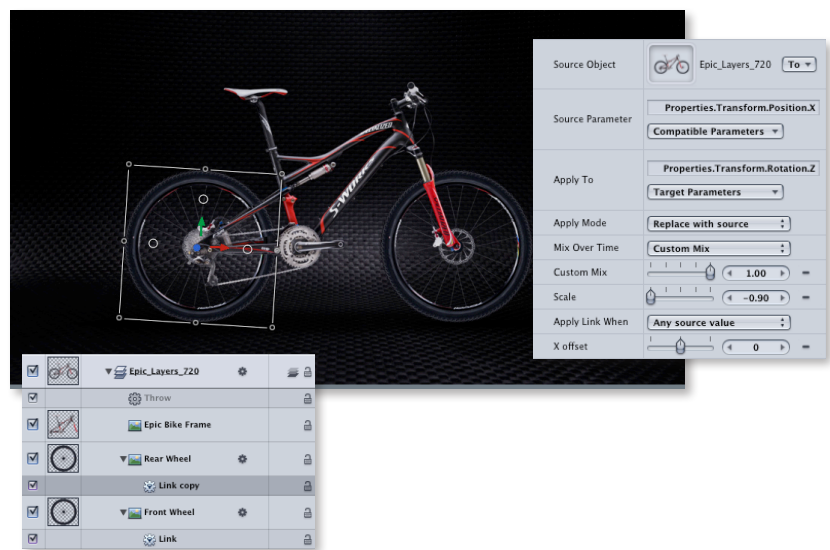 SPECIALIZED
S-WORKS
Source Object
Epic_Layers_720
To
Source Parameter
Properties.Transform.Position.X
Compatible Parameters
Apply To
Properties.Transform.Rotation.Z
Target Parameters
Apply Mode
Replace with source
Mix Over Time
Custom Mix
Custom Mix
1.00
Scale
-0.90
Apply Link When
Any source value
X offset
0
Epic_Layers_720
Throw
Epic Bike Frame
Rear Wheel
Link copy
Front Wheel
Link